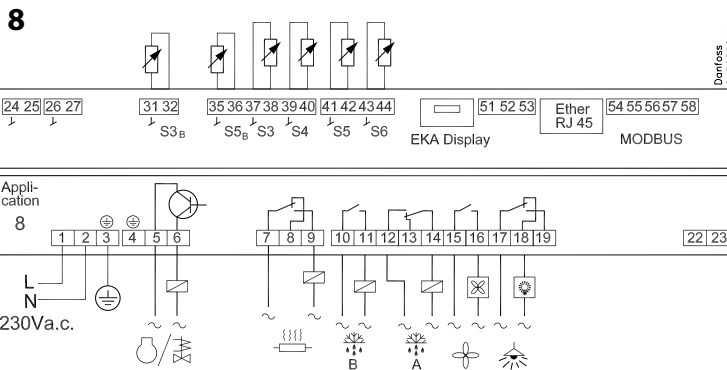 8
Danfoss
24 25 26 27 31 32 35 36 37 38 39 40 41 42 43 44 51 52 53 Ether RJ 45 54 55 56 57 58
S3B S5B S3 S4 S5 S6 EKA Display MODBUS
Appli-
cation
8
1 2 3 4 5 6 7 8 9 10 11 12 13 14 15 16 17 18 19 22 23
L
N
230Va.c.
B A